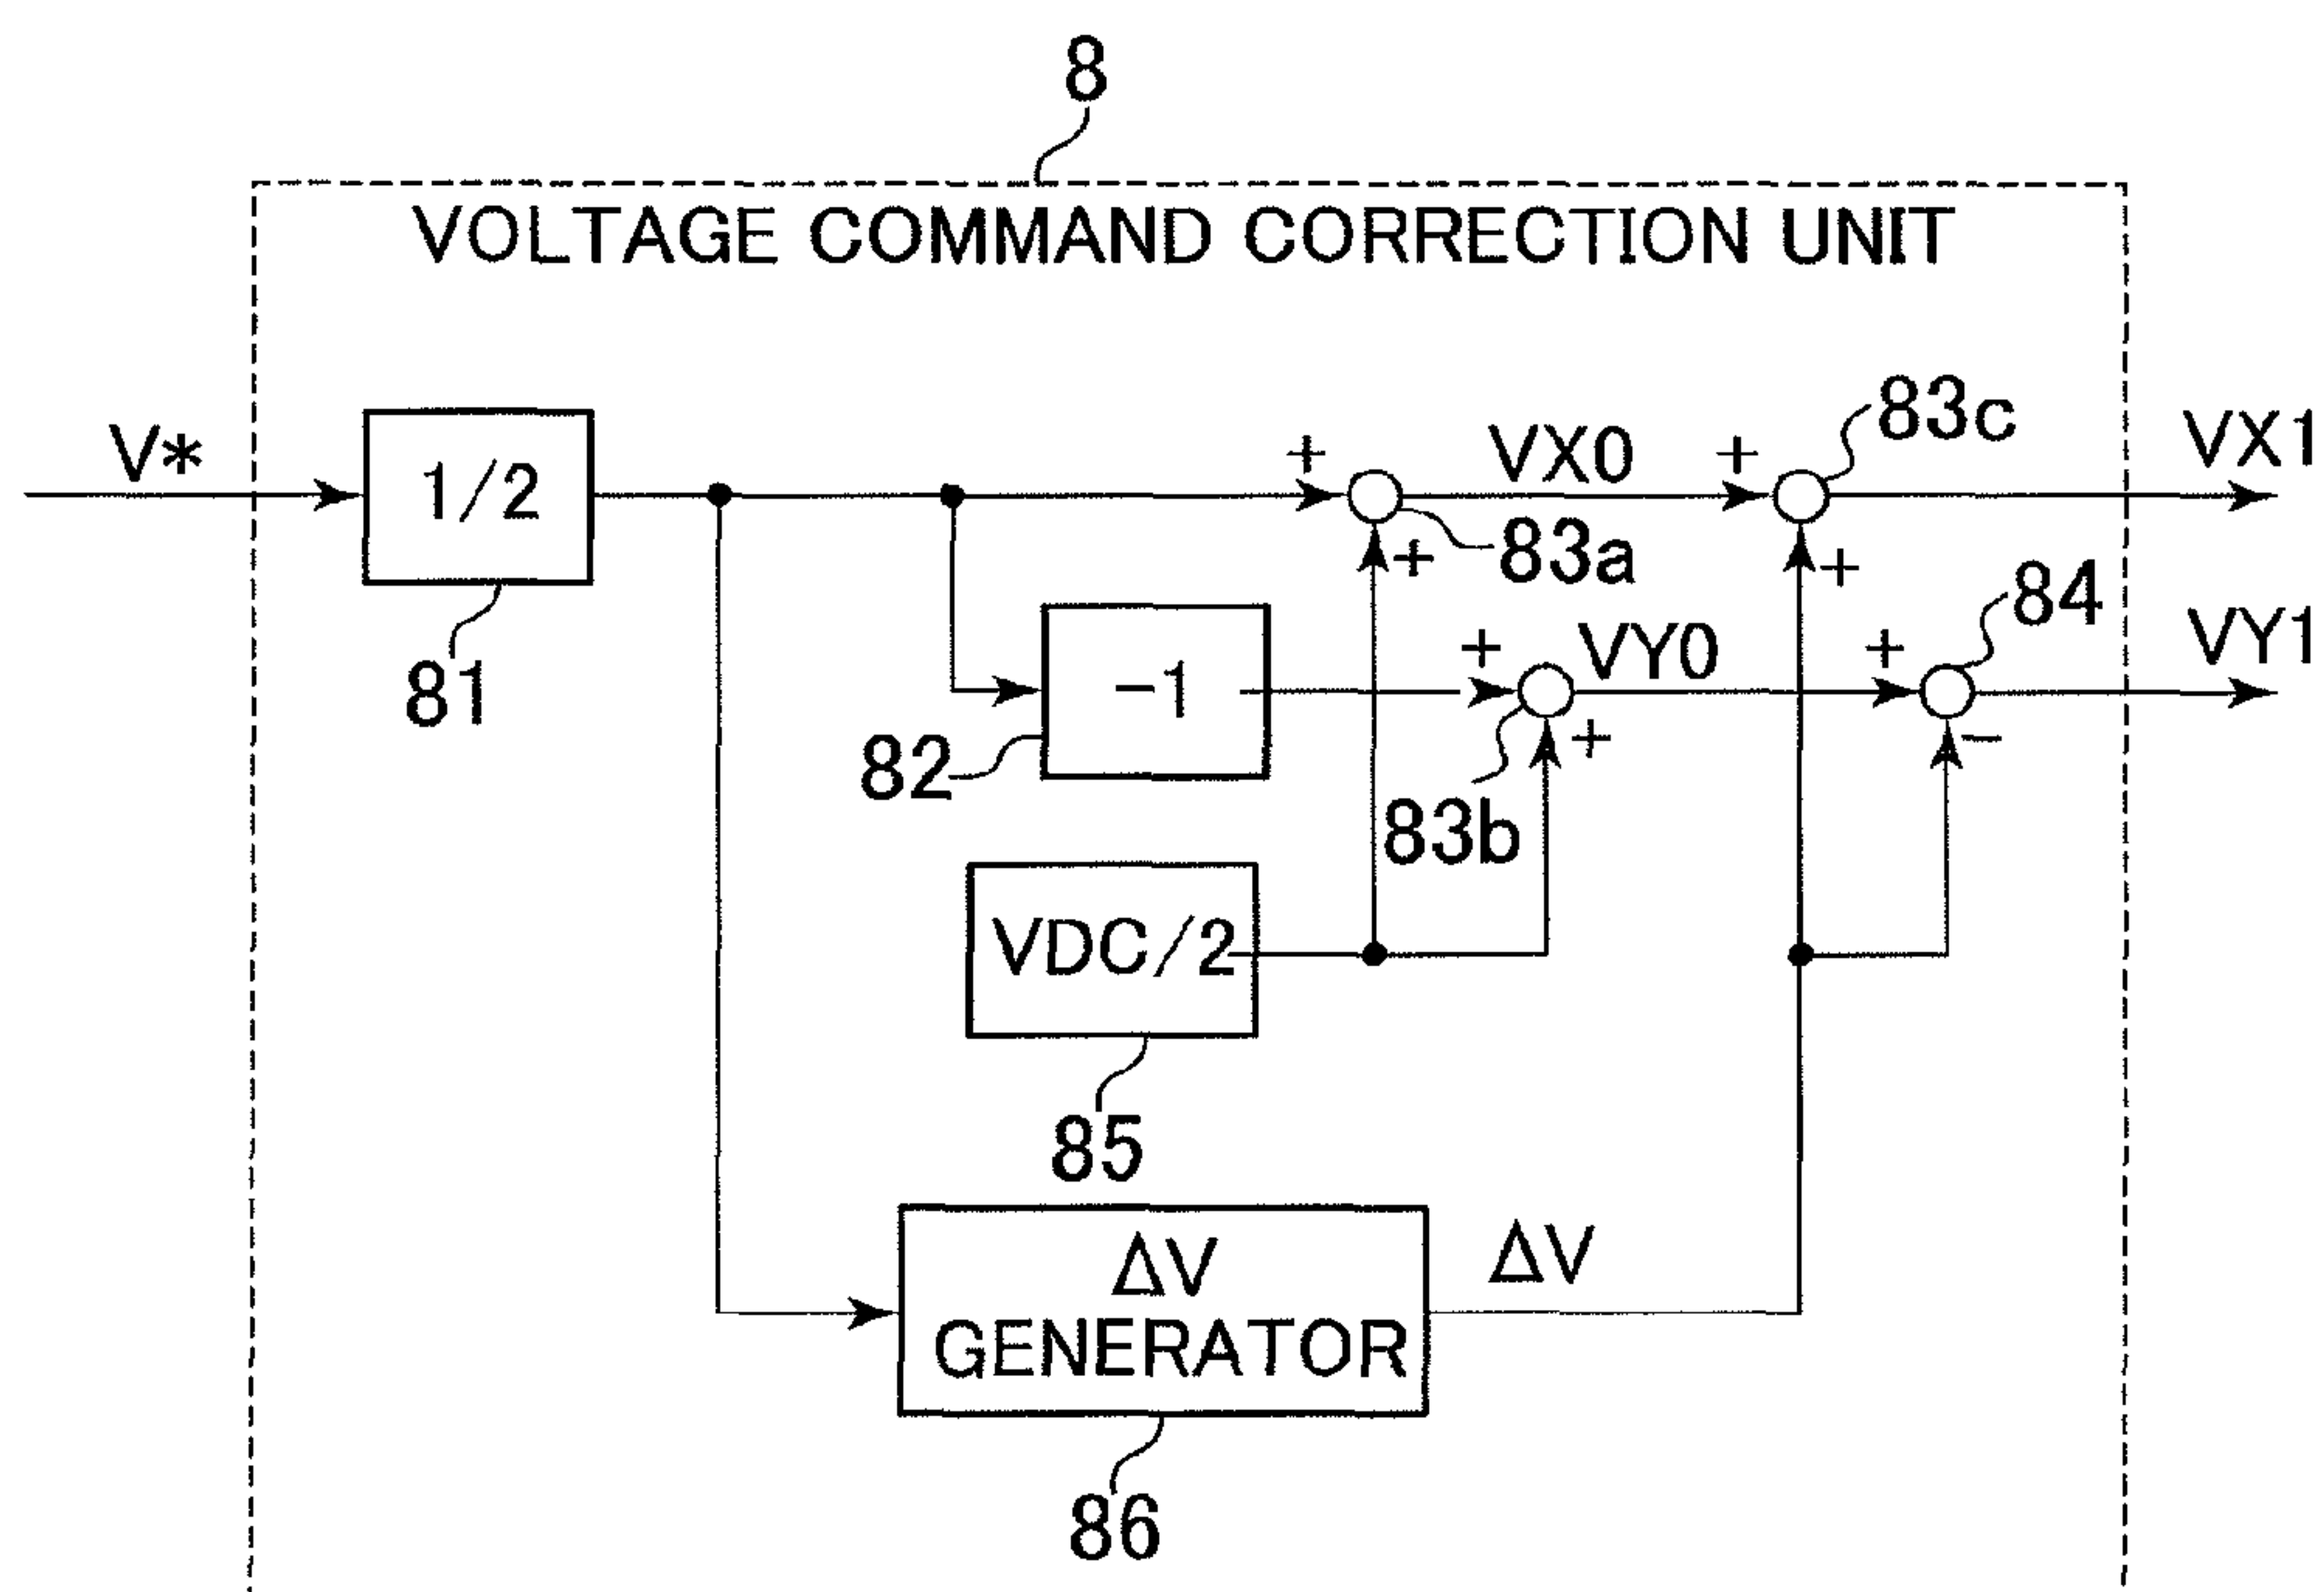 8
VOLTAGE COMMAND CORRECTION UNIT
V*
1/2
81
+
VX0
+
83c
VX1
+
83a
+
-1
82
+
VY0
+
84
VY1
+
83b
−
VDC/2
85
ΔV
GENERATOR
ΔV
86